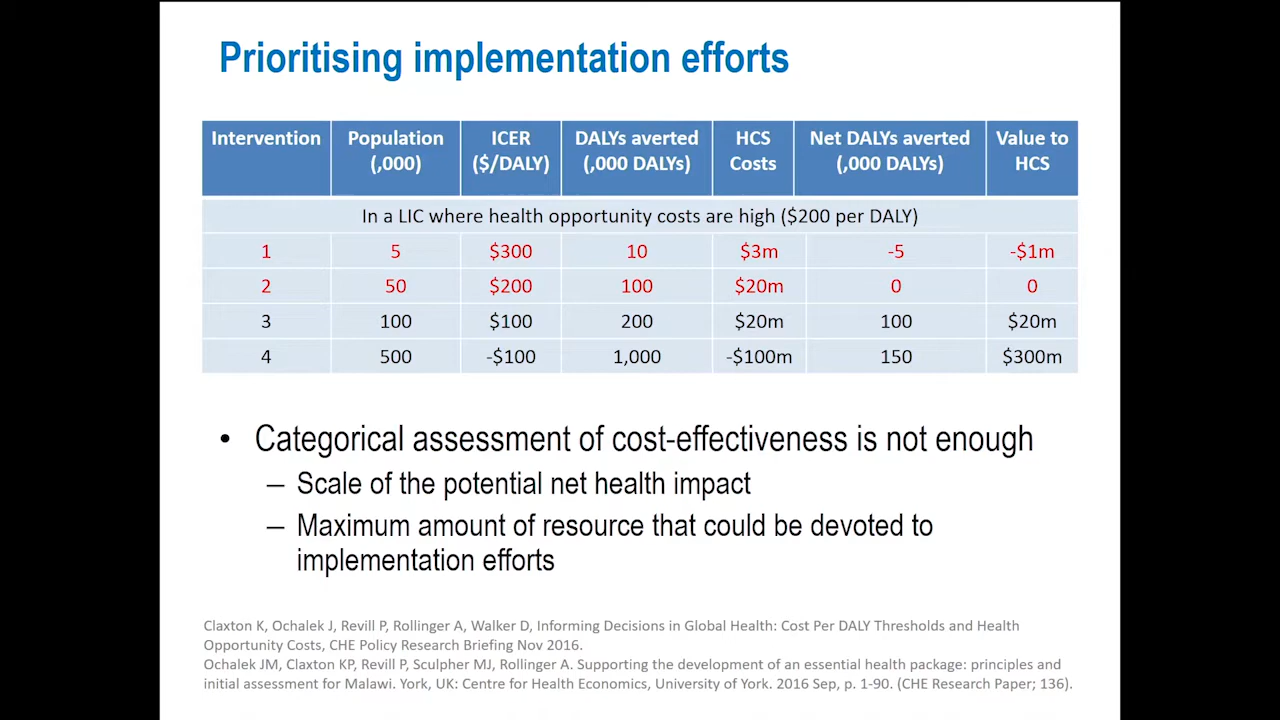 Prioritising implementation efforts
Intervention Population (,000) ICER ($/DALY) DALYs averted (,000 DALYs) HCS Costs Net DALYs averted (,000 DALYs) Value to HCS
In a LIC where health opportunity costs are high ($200 per DALY)
1 5 $300 10 $3m -5 -$1m
2 50 $200 100 $20m 0 0
3 100 $100 200 $20m 100 $20m
4 500 -$100 1,000 -$100m 150 $300m
• Categorical assessment of cost-effectiveness is not enough
– Scale of the potential net health impact
– Maximum amount of resource that could be devoted to
implementation efforts
Claxton K, Ochalek J, Revill P, Rollinger A, Walker D, Informing Decisions in Global Health: Cost Per DALY Thresholds and Health
Opportunity Costs, CHE Policy Research Briefing Nov 2016.
Ochalek JM, Claxton KP, Revill P, Sculpher MJ, Rollinger A. Supporting the development of an essential health package: principles and
initial assessment for Malawi. York, UK: Centre for Health Economics, University of York. 2016 Sep, p. 1-90. (CHE Research Paper; 136).